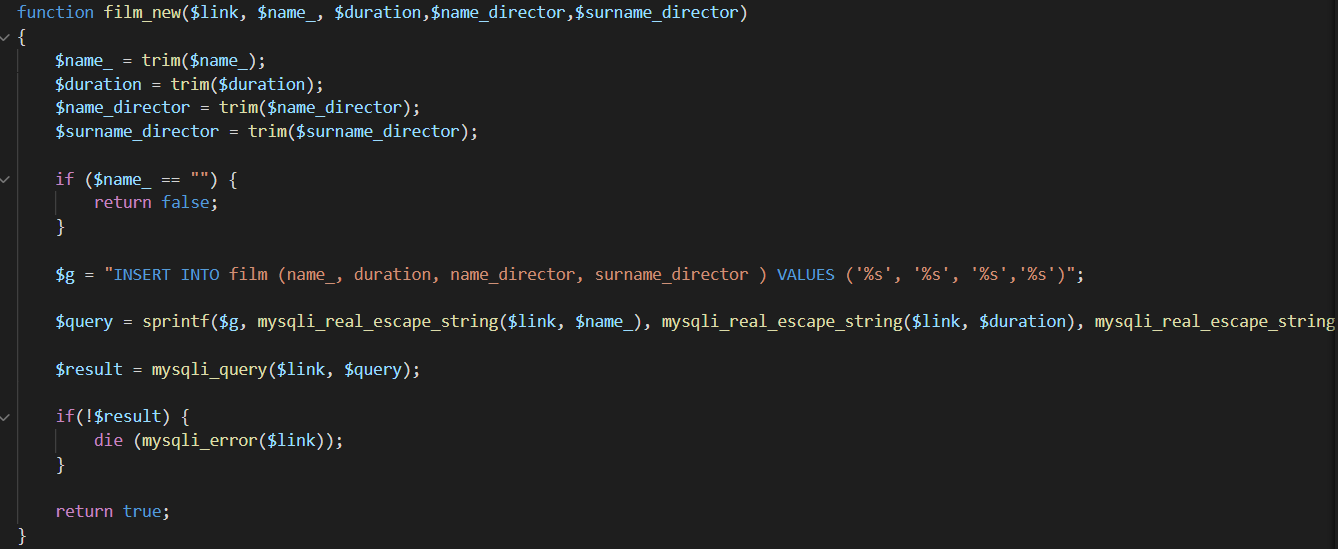 function film_new($link, $name_, $duration,$name_director,$surname_director)
{
    $name_ = trim($name_);
    $duration = trim($duration);
    $name_director = trim($name_director);
    $surname_director = trim($surname_director);
    if ($name_ == "") {
        return false;
    }
    $g = "INSERT INTO film (name_, duration, name_director, surname_director ) VALUES ('%s', '%s', '%s','%s')";
    $query = sprintf($g, mysqli_real_escape_string($link, $name_), mysqli_real_escape_string($link, $duration), mysqli_real_escape_string
    $result = mysqli_query($link, $query);
    if(!$result) {
        die (mysqli_error($link));
    }
    return true;
}